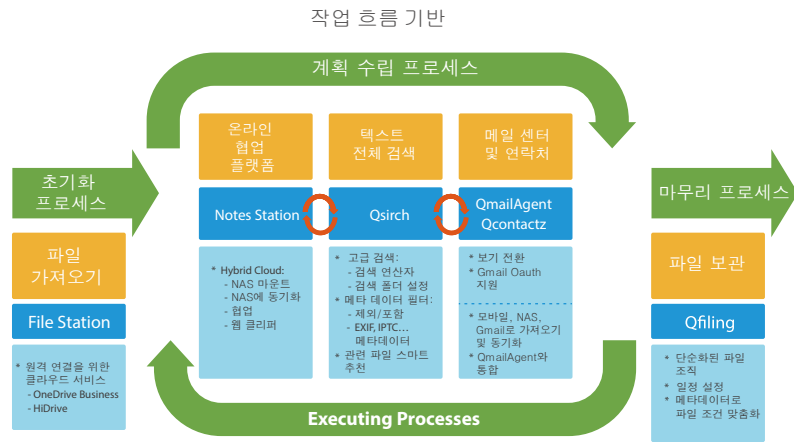 작업 흐름 기반
계획 수립 프로세스
초기화
프로세스
파일
가져오기
File Station
* 원격 연결을 위한
클라우드 서비스
- OneDrive Business
- HiDrive
온라인
협업
플랫폼
Notes Station
* Hybrid Cloud:
- NAS 마운트
- NAS에 동기화
- 협업
- 웹 클리퍼
텍스트
전체 검색
Qsirch
* 고급 검색:
- 검색 연산자
- 검색 폴더 설정
* 메타 데이터 필터:
- 제외/포함
- EXIF, IPTC...
메타데이터
* 관련 파일 스마트
추천
메일 센터
및 연락처
QmailAgent
Qcontactz
* 보기 전환
* Gmail Oauth
지원
* 모바일, NAS,
Gmail로 가져오기
및 동기화
* QmailAgent와
통합
마무리 프로세스
파일 보관
Qfiling
* 단순화된 파일
조직
* 일정 설정
* 메타데이터로
파일 조건 맞춤화
Executing Processes